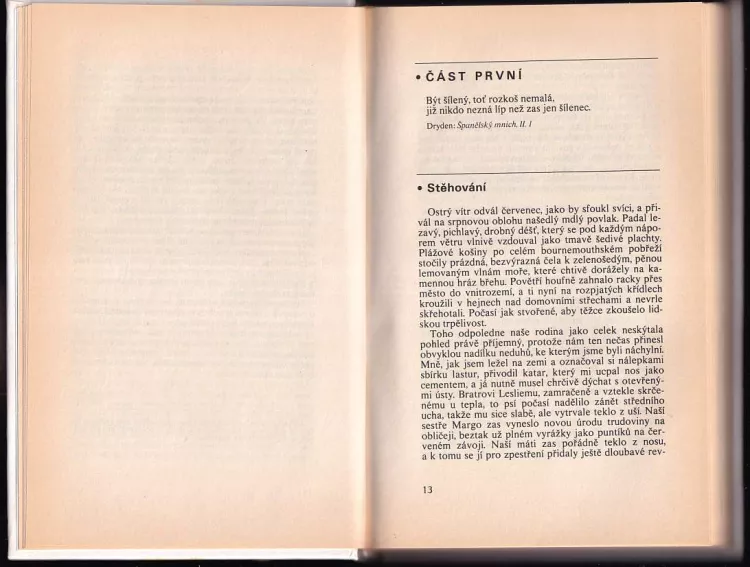 • ČÁST PRVNÍ
Být šílený, toť rozkoš nemalá,
již nikdo nezná líp než zas jen šílenec.
Dryden: Španělský mnich, II. 1
• Stěhování
Ostrý vítr odvál červenec, jako by sfoukl svíci, a při-
vál na srpnovou oblohu našedlý mdlý povlak. Padal le-
zavý, pichlavý, drobný déšť, který se pod každým nápo-
rem větru vlnivě vzdouval jako tmavě šedivé plachty.
Plážové košiny po celém bournemouthském pobřeží
stočily prázdná, bezvýrazná čela k zelenošedým, pěnou
lemovaným vlnám moře, které chtivě dorážely na ka-
mennou hráz břehu. Povětří houfně zahnalo racky přes
město do vnitrozemí, a ti nyní na rozpjatých křídlech
kroužili v hejnech nad domovními střechami a nevrle
skřehotali. Počasí jak stvořené, aby těžce zkoušelo lid-
skou trpělivost.
Toho odpoledne naše rodina jako celek neskýtala
pohled právě příjemný, protože nám ten nečas přinesl
obvyklou nadílku neduhů, ke kterým jsme byli náchylní.
Mně, jak jsem ležel na zemi a označoval si nálepkami
sbírku lastur, přivodil katar, který mi ucpal nos jako
cementem, a já nutně musel chrčivě dýchat s otevřený-
mi ústy. Bratrovi Lesliemu, zamračeně a vztekle skrče-
nému u tepla, to psí počasí nadělilo zánět středního
ucha, takže mu sice slabě, ale vytrvale teklo z uší. Naší
sestře Margo zas vyneslo novou úrodu trudoviny na
obličeji, beztak už plném vyrážky jako puntíků na čer-
veném závoji. Naší máti zas pořádně teklo z nosu,
a k tomu se jí pro zpestření přidaly ještě dloubavé rev-
13